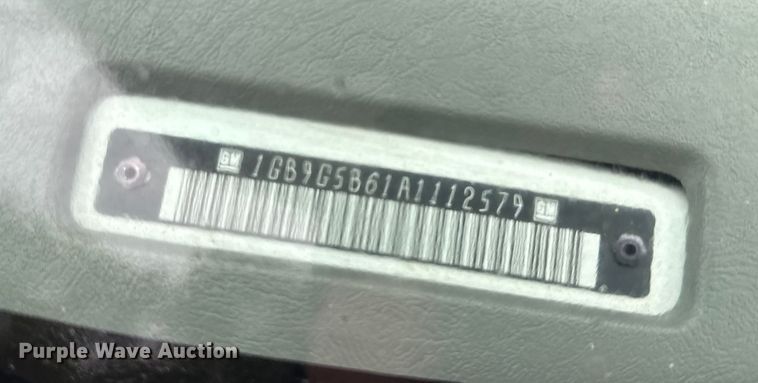 GM 1GB9G5B61A1112579 GM
Purple Wave Auction